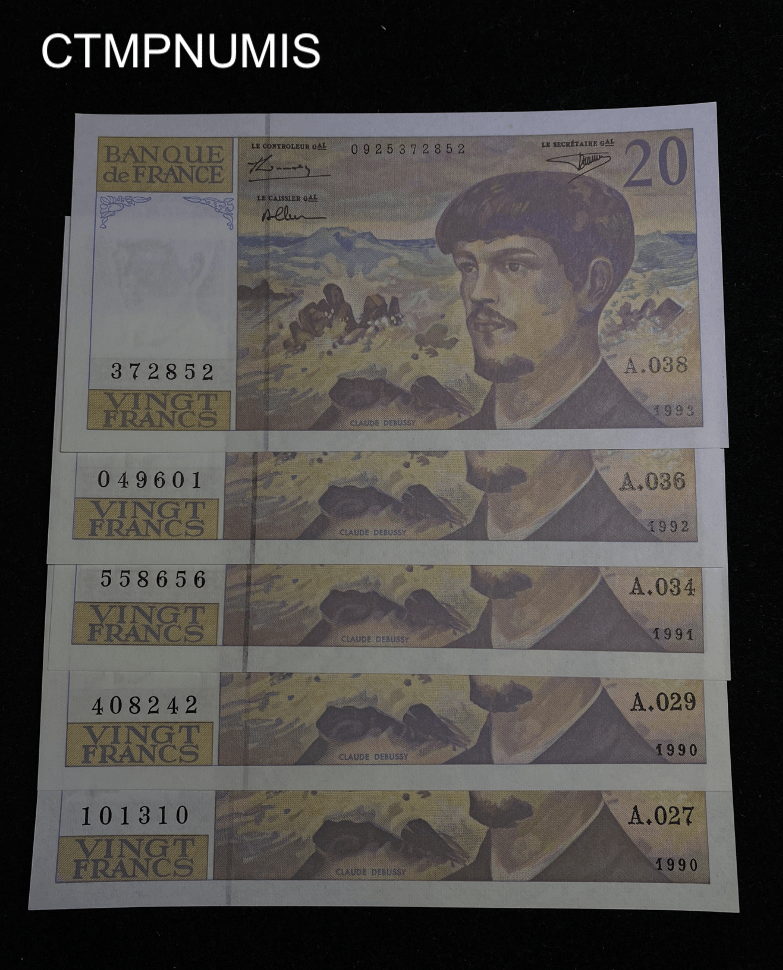 CTMPNUMIS
BANQUE
de FRANCE
LE CONTROLEUR GAL
0925372852
LE SECRÉTAIRE GAL
20
LE CAISSIER GAL
372852
A.038
VINGT
FRANCS
CLAUDE DEBUSSY
1993
049601
A.036
VINGT
FRANCS
CLAUDE DEBUSSY
1992
558656
A.034
VINGT
FRANCS
CLAUDE DEBUSSY
1991
408242
A.029
VINGT
FRANCS
CLAUDE DEBUSSY
1990
101310
A.027
VINGT
FRANCS
CLAUDE DEBUSSY
1990